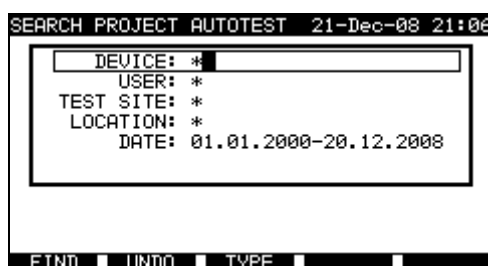 SEARCH PROJECT AUTOTEST 21-Dec-08 21:06
DEVICE: *
USER: *
TEST SITE: *
LOCATION: *
DATE: 01.01.2000-20.12.2008
FIND UNDO TYPE